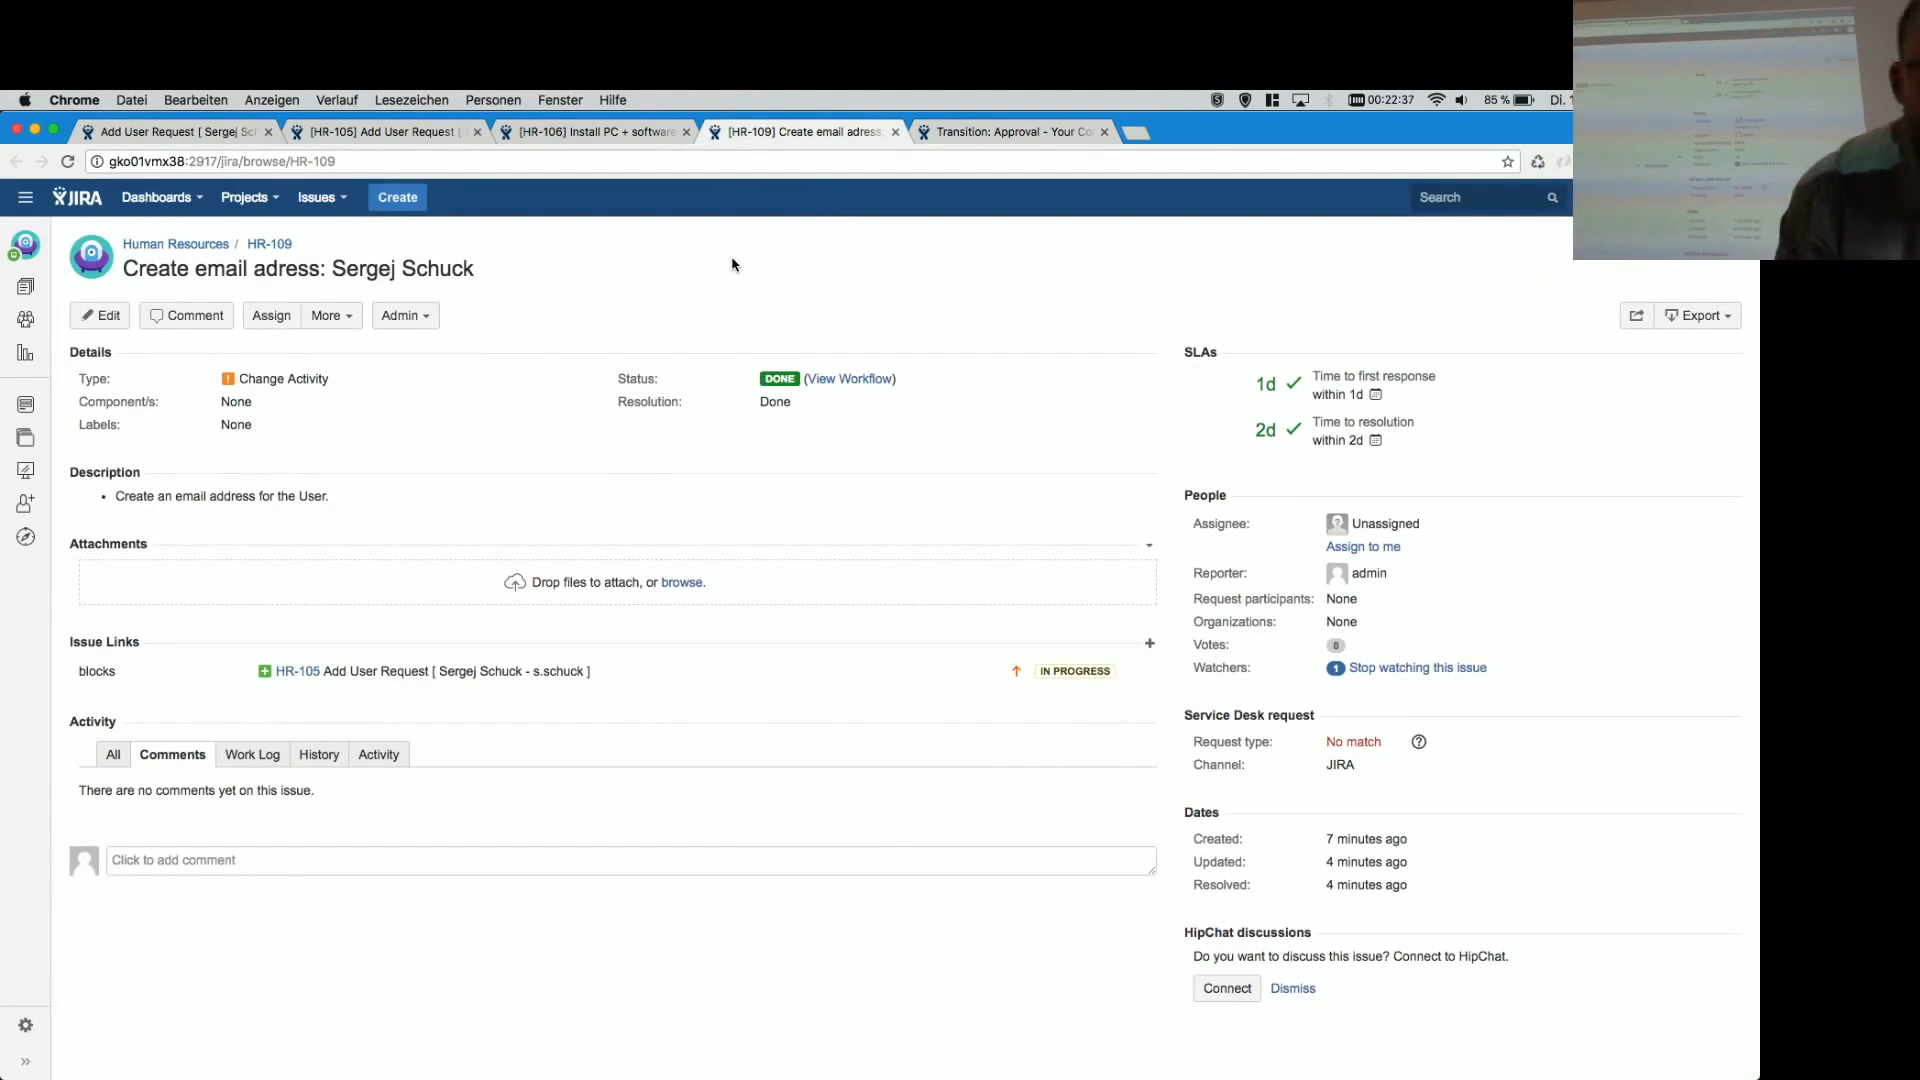 Chrome Datei Bearbeiten Anzeigen Verlauf Lesezeichen Personen Fenster Hilfe 00:22:37 85 % Di.
Add User Request [ Sergej Sc [HR-105] Add User Request [ [HR-106] Install PC + software [HR-109] Create email adress: Transition: Approval - Your Co
gko01vmx38:2917/jira/browse/HR-109
JIRA Dashboards Projects Issues Create Search
Human Resources / HR-109
Create email adress: Sergej Schuck
Edit Comment Assign More Admin Export
Details
Type: Change Activity
Status: DONE (View Workflow)
Component/s: None
Resolution: Done
Labels: None
Description
• Create an email address for the User.
Attachments
Drop files to attach, or browse.
Issue Links
blocks HR-105 Add User Request [ Sergej Schuck - s.schuck ] IN PROGRESS
Activity
All Comments Work Log History Activity
There are no comments yet on this issue.
Click to add comment
SLAs
1d Time to first response
within 1d
2d Time to resolution
within 2d
People
Assignee: Unassigned
Assign to me
Reporter: admin
Request participants: None
Organizations: None
Votes: 0
Watchers: 1 Stop watching this issue
Service Desk request
Request type: No match
Channel: JIRA
Dates
Created: 7 minutes ago
Updated: 4 minutes ago
Resolved: 4 minutes ago
HipChat discussions
Do you want to discuss this issue? Connect to HipChat.
Connect Dismiss